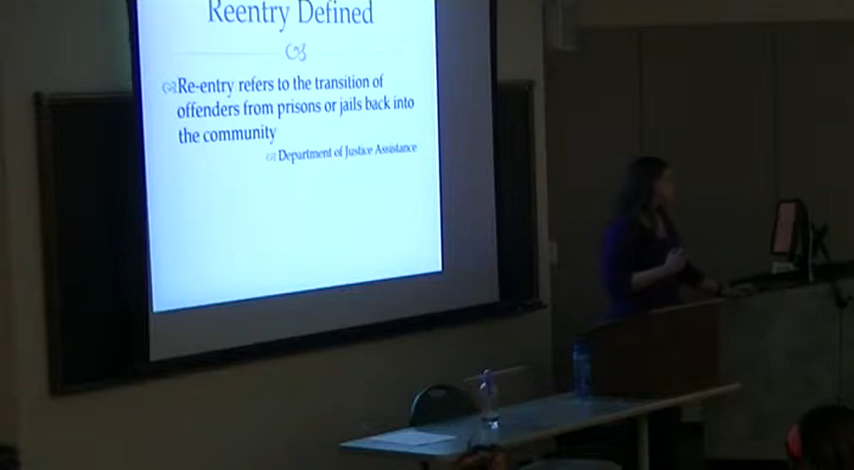 Reentry Defined
Re-entry refers to the transition of
offenders from prisons or jails back into
the community
Department of Justice Assistance